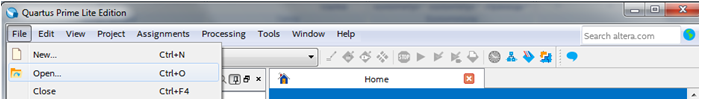 Quartus Prime Lite Edition
File Edit View Project Assignments Processing Tools Window Help Search altera.com
New... Ctrl+N
Open... Ctrl+O
Home
Close Ctrl+F4